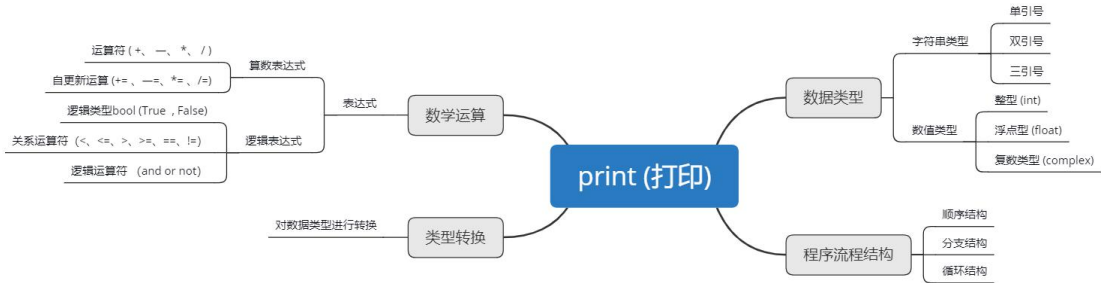 print (打印)
数学运算
表达式
算数表达式
运算符 ( +、 —、 *、 / )
自更新运算 (+= 、—=、*= 、/=)
逻辑表达式
逻辑类型bool (True , False)
关系运算符 (<、<=、>、>=、==、!=)
逻辑运算符 (and or not)
类型转换
对数据类型进行转换
数据类型
字符串类型
单引号
双引号
三引号
数值类型
整型 (int)
浮点型 (float)
复数类型 (complex)
程序流程结构
顺序结构
分支结构
循环结构